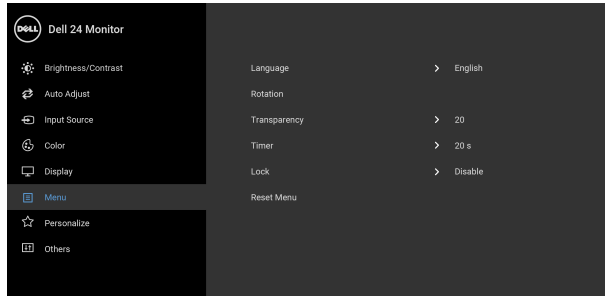 DELL Dell 24 Monitor
Brightness/Contrast
Auto Adjust
Input Source
Color
Display
Menu
Personalize
Others
Language > English
Rotation
Transparency > 20
Timer > 20 s
Lock > Disable
Reset Menu